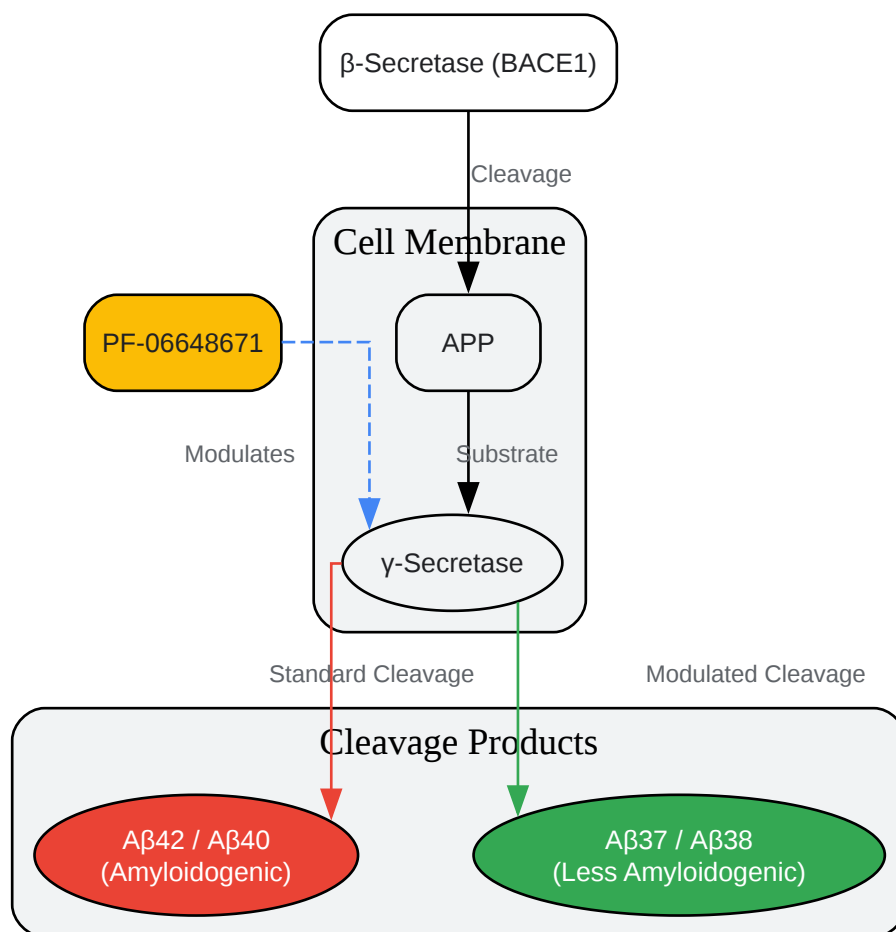 β-Secretase (BACE1)
Cleavage
Cell Membrane
PF-06648671
APP
Modulates
Substrate
γ-Secretase
Standard Cleavage
Modulated Cleavage
Cleavage Products
Aβ42 / Aβ40
(Amyloidogenic)
Aβ37 / Aβ38
(Less Amyloidogenic)